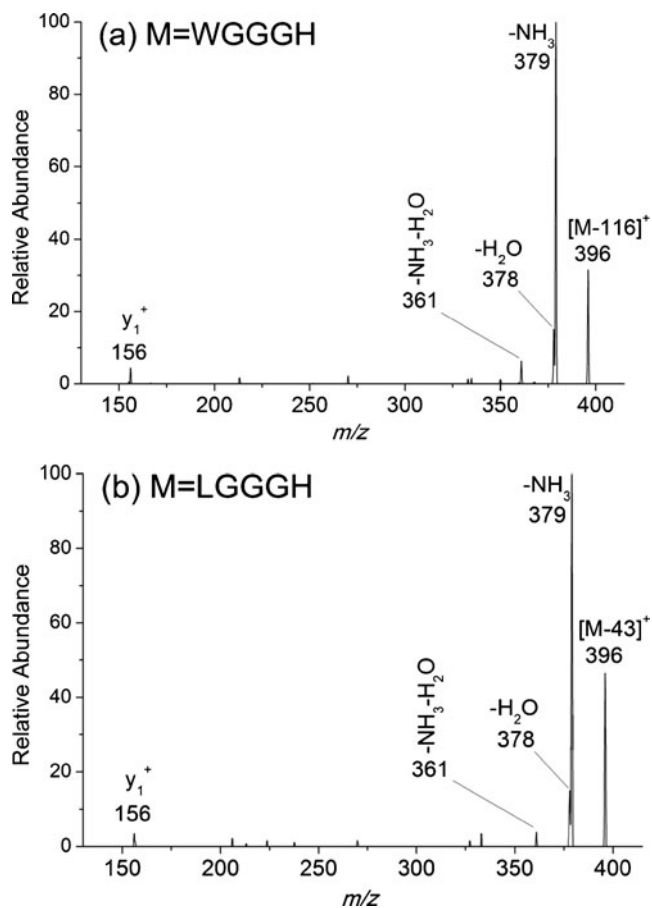 (a) M=WGGGH
-NH₃
379
-NH₃-H₂O
361
-H₂O
378
[M-116]⁺
396
y₁⁺
156
Relative Abundance
100
80
60
40
20
0
150 200 250 300 350 400
m/z
(b) M=LGGGH
-NH₃
379
[M-43]⁺
396
-NH₃-H₂O
361
-H₂O
378
y₁⁺
156
Relative Abundance
100
80
60
40
20
0
150 200 250 300 350 400
m/z